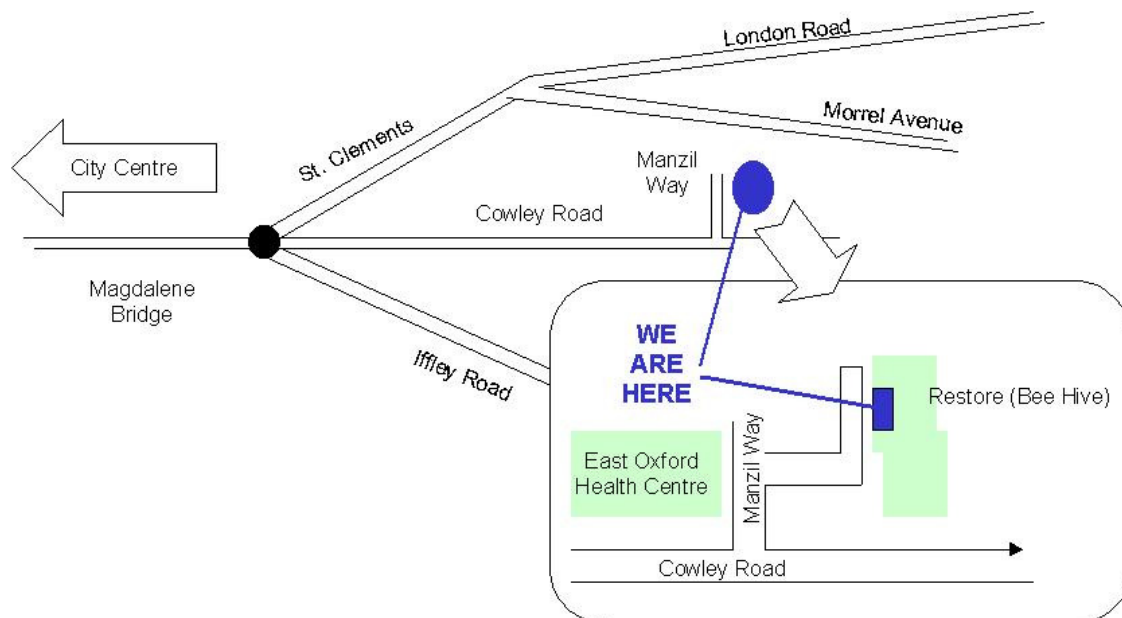 London Road
Morrel Avenue
St. Clements
City Centre
Manzil
Way
Cowley Road
Magdalene
Bridge
Iffley Road
WE
ARE
HERE
Restore (Bee Hive)
East Oxford
Health Centre
Manzil Way
Cowley Road